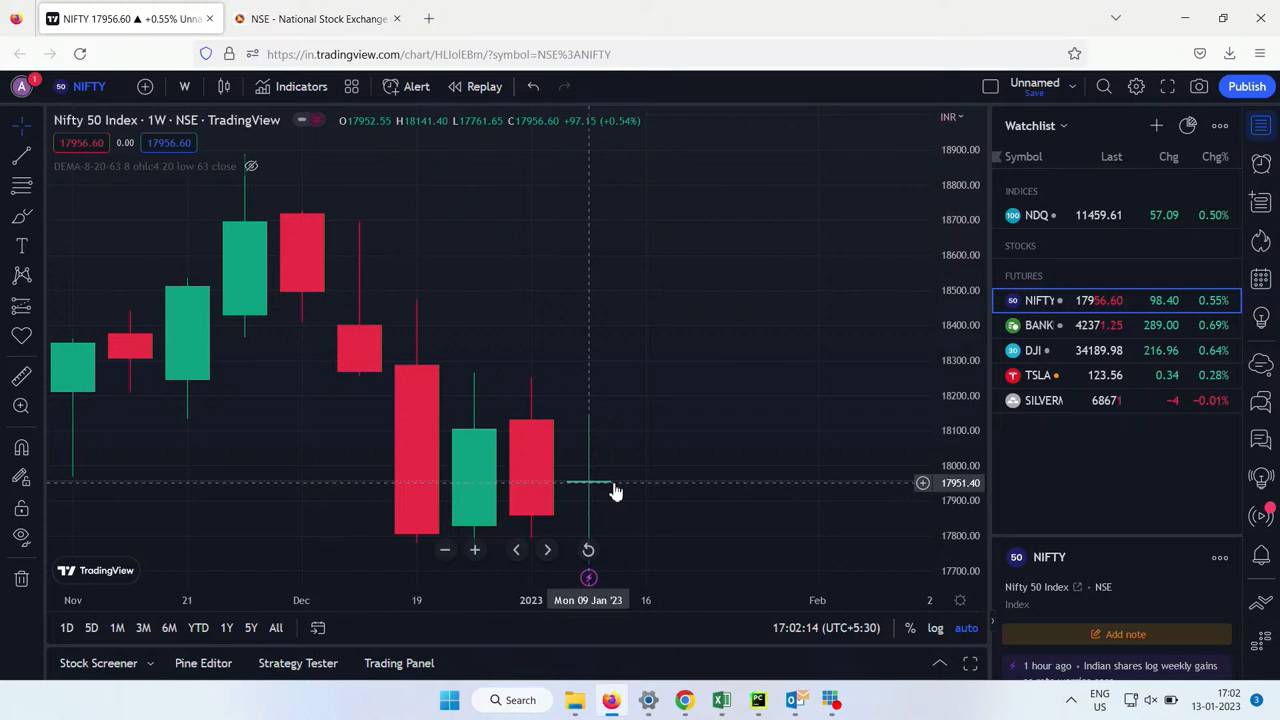 NIFTY 17956.60 ▲ +0.55% Unna
NSE - National Stock Exchange
https://in.tradingview.com/chart/HLIolEBm/?symbol=NSE%3ANIFTY
A 1
50 NIFTY
W
Indicators
Alert
Replay
Unnamed
Save
Publish
Nifty 50 Index · 1W · NSE · TradingView
O17952.55 H18141.40 L17761.65 C17956.60 +97.15 (+0.54%)
17956.60 0.00 17956.60
DEMA-8-20-63 8 ohlc4 20 low 63 close
INR
18900.00
18800.00
18700.00
18600.00
18500.00
18400.00
18300.00
18200.00
18100.00
18000.00
17951.40
17900.00
17800.00
17700.00
TradingView
Nov 21 Dec 19 2023 Mon 09 Jan '23 16 Feb 2
1D 5D 1M 3M 6M YTD 1Y 5Y All
17:02:14 (UTC+5:30)
% log auto
Stock Screener
Pine Editor
Strategy Tester
Trading Panel
Watchlist
Symbol Last Chg Chg%
INDICES
100 NDQ 11459.61 57.09 0.50%
STOCKS
FUTURES
50 NIFTY 17956.60 98.40 0.55%
BANK 42371.25 289.00 0.69%
30 DJI 34189.98 216.96 0.64%
TSLA 123.56 0.34 0.28%
SILVERM 68671 −4 −0.01%
50 NIFTY
Nifty 50 Index · NSE
Index
Add note
1 hour ago · Indian shares log weekly gains
Search
ENG
US
17:02
13-01-2023
3